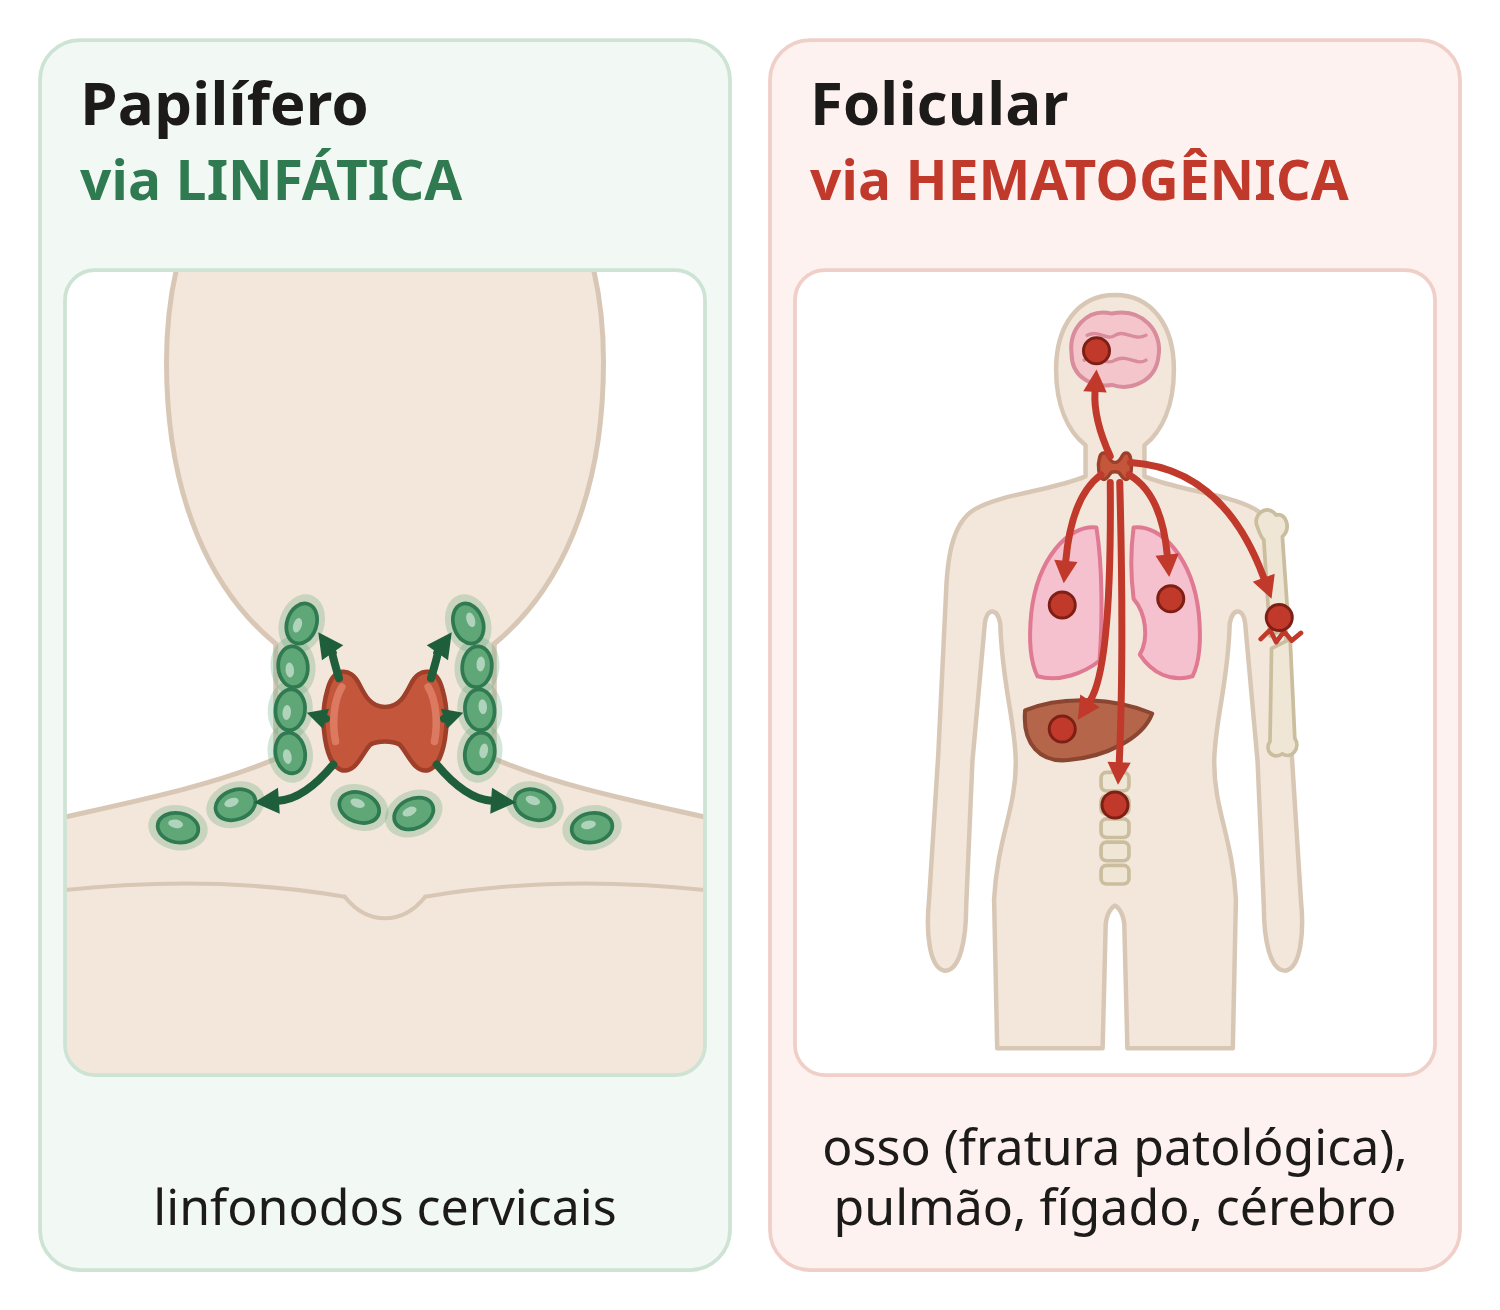 Papilífero
via LINFÁTICA
linfonodos cervicais
Folicular
via HEMATOGÊNICA
osso (fratura patológica),
pulmão, fígado, cérebro